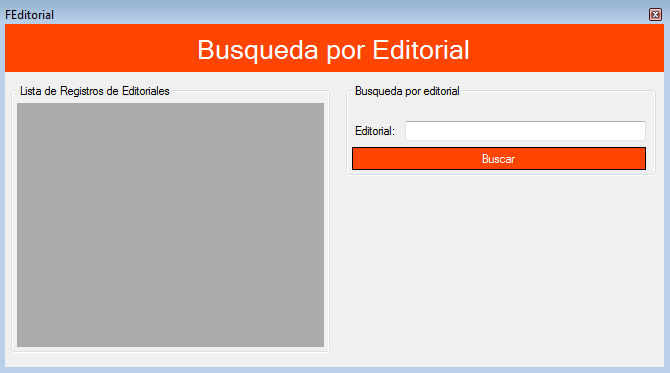 FEditorial
Busqueda por Editorial
Lista de Registros de Editoriales
Busqueda por editorial
Editorial:
Buscar